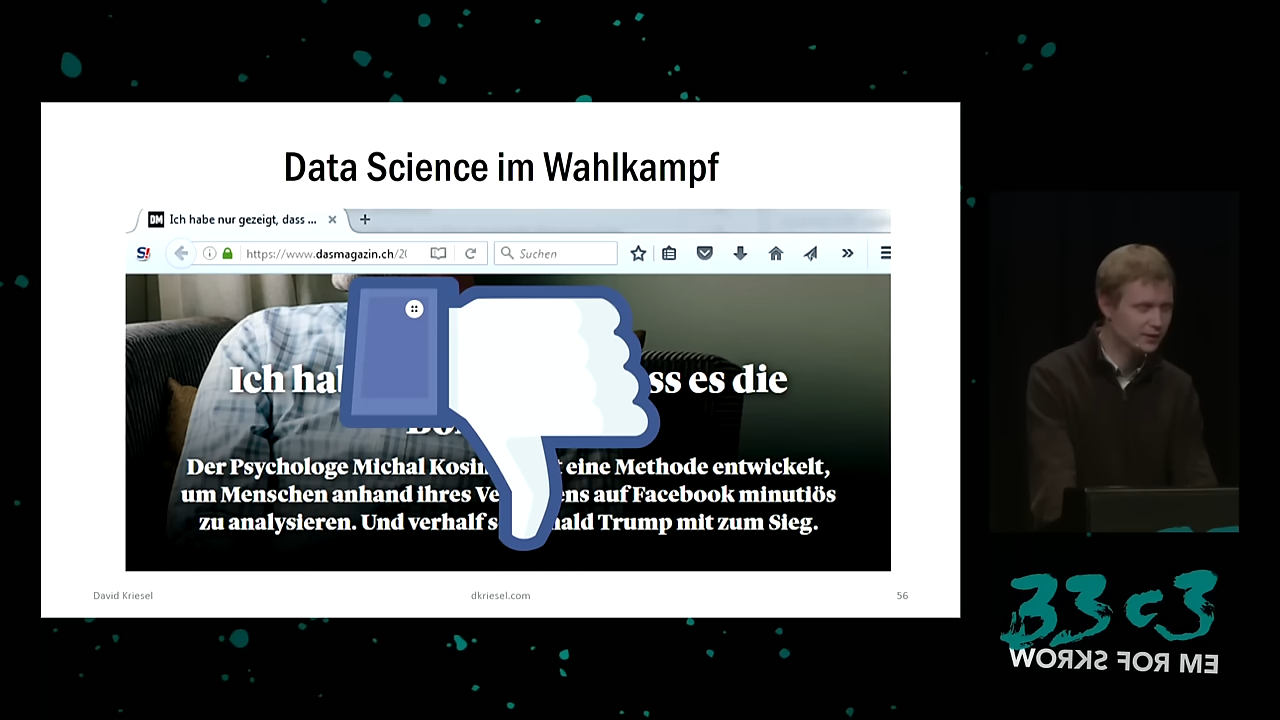 Data Science im Wahlkampf
DM Ich habe nur gezeigt, dass ...
S! https://www.dasmagazin.ch/20 Suchen
Ich hab ss es die
Bo
Der Psychologe Michal Kosin t eine Methode entwickelt,
um Menschen anhand ihres Ve ens auf Facebook minutiös
zu analysieren. Und verhalf s nald Trump mit zum Sieg.
David Kriesel dkriesel.com 56
33c3
WORKS FOR ME